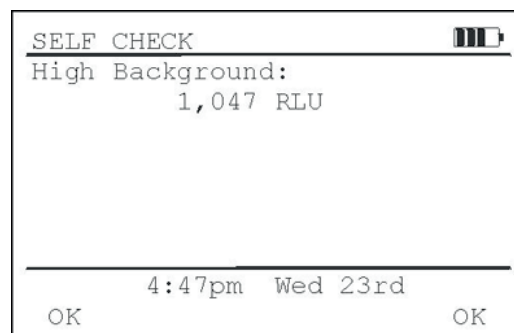 SELF CHECK
High Background:
1,047 RLU
4:47pm Wed 23rd
OK OK